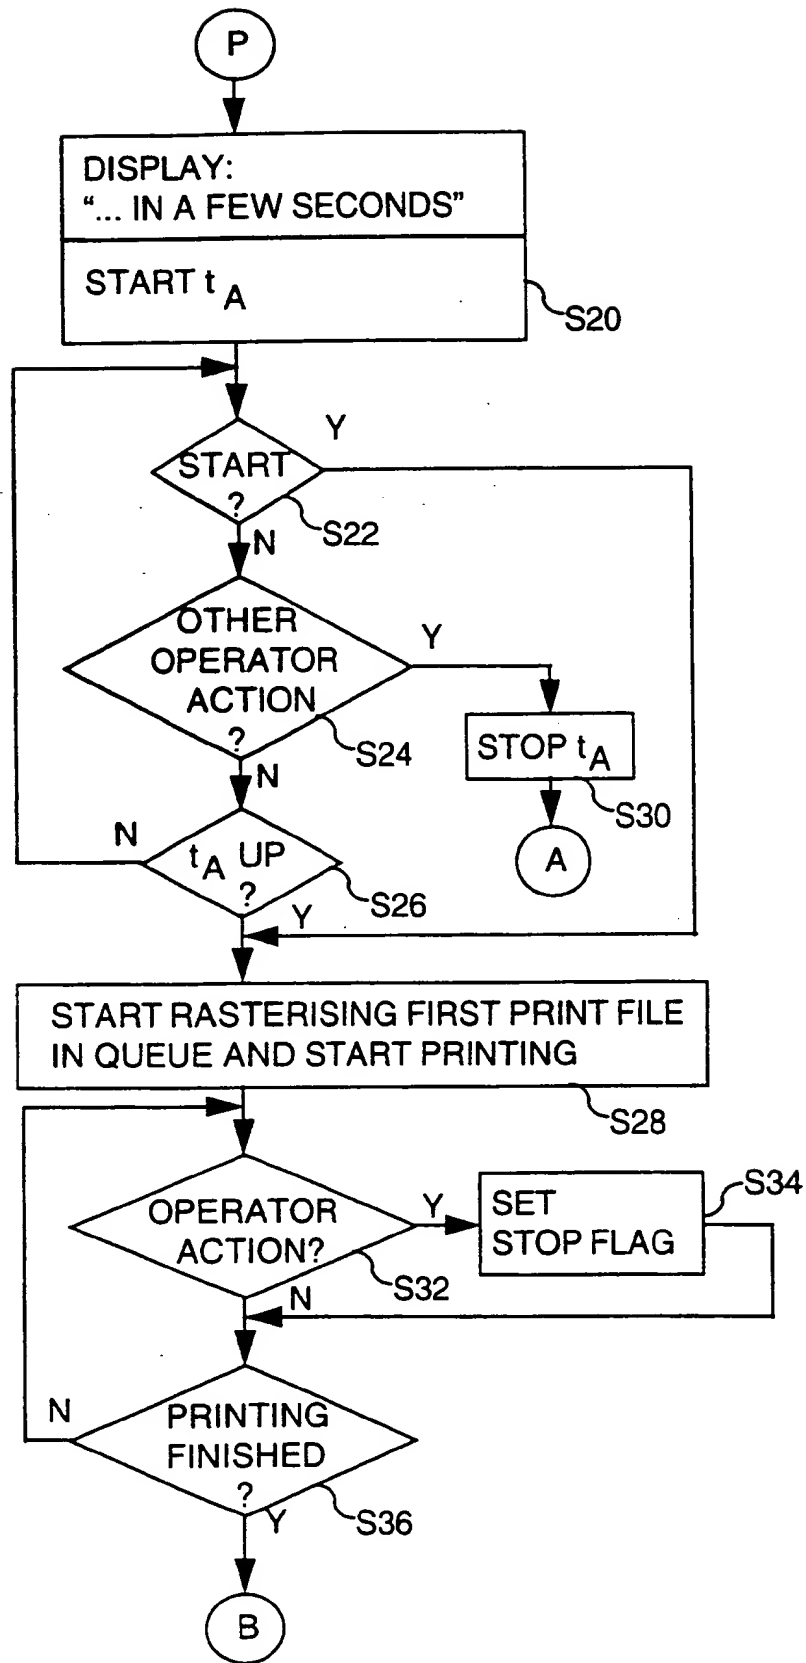 P
DISPLAY:
"... IN A FEW SECONDS"
START t A
S20
Y
START
?
S22
N
OTHER
OPERATOR
ACTION
?
Y
S24
STOP t A
S30
A
N
N
t A UP
?
S26
Y
START RASTERISING FIRST PRINT FILE
IN QUEUE AND START PRINTING
S28
OPERATOR
ACTION?
Y
S32
SET
STOP FLAG
S34
N
N
PRINTING
FINISHED
?
Y
S36
B